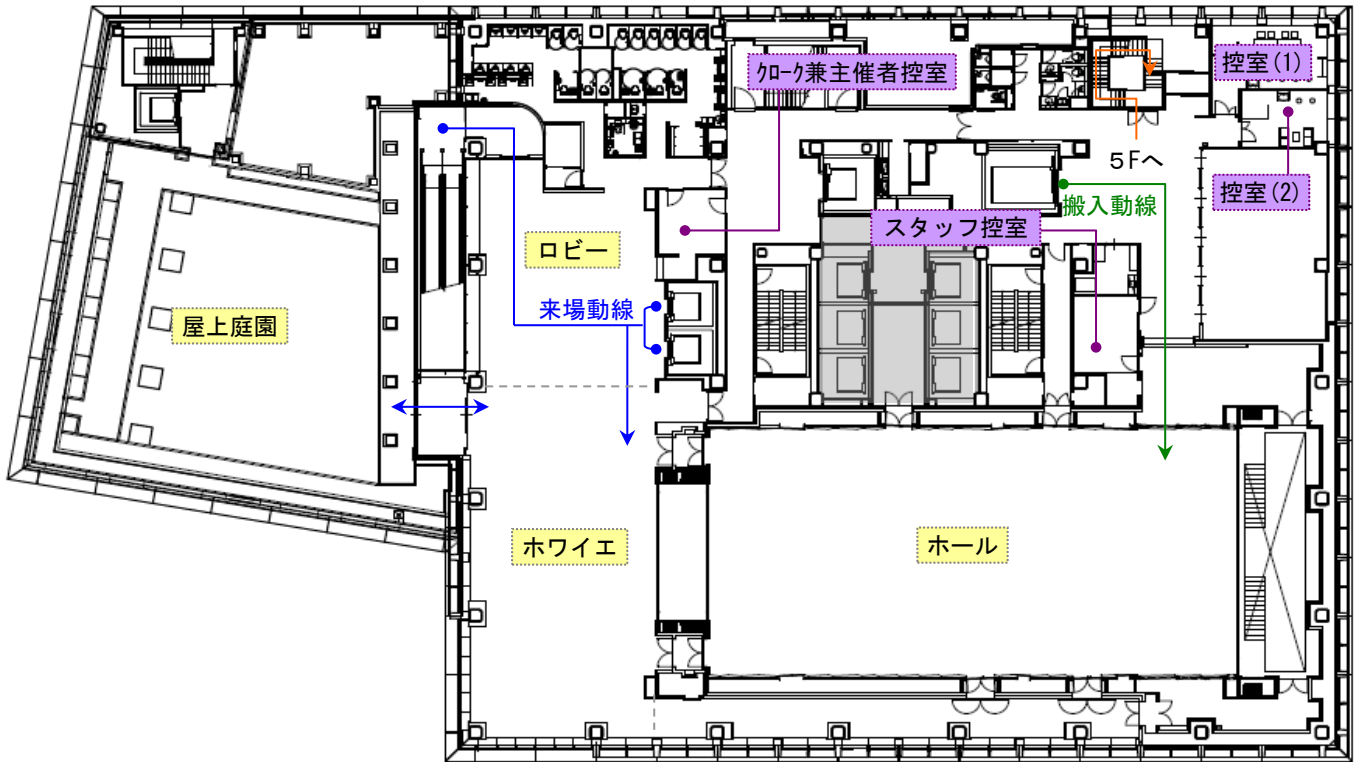 控室(1)
ｸﾛｰｸ兼主催者控室
5Fへ
控室(2)
搬入動線
スタッフ控室
ロビー
来場動線
屋上庭園
ホワイエ
ホール